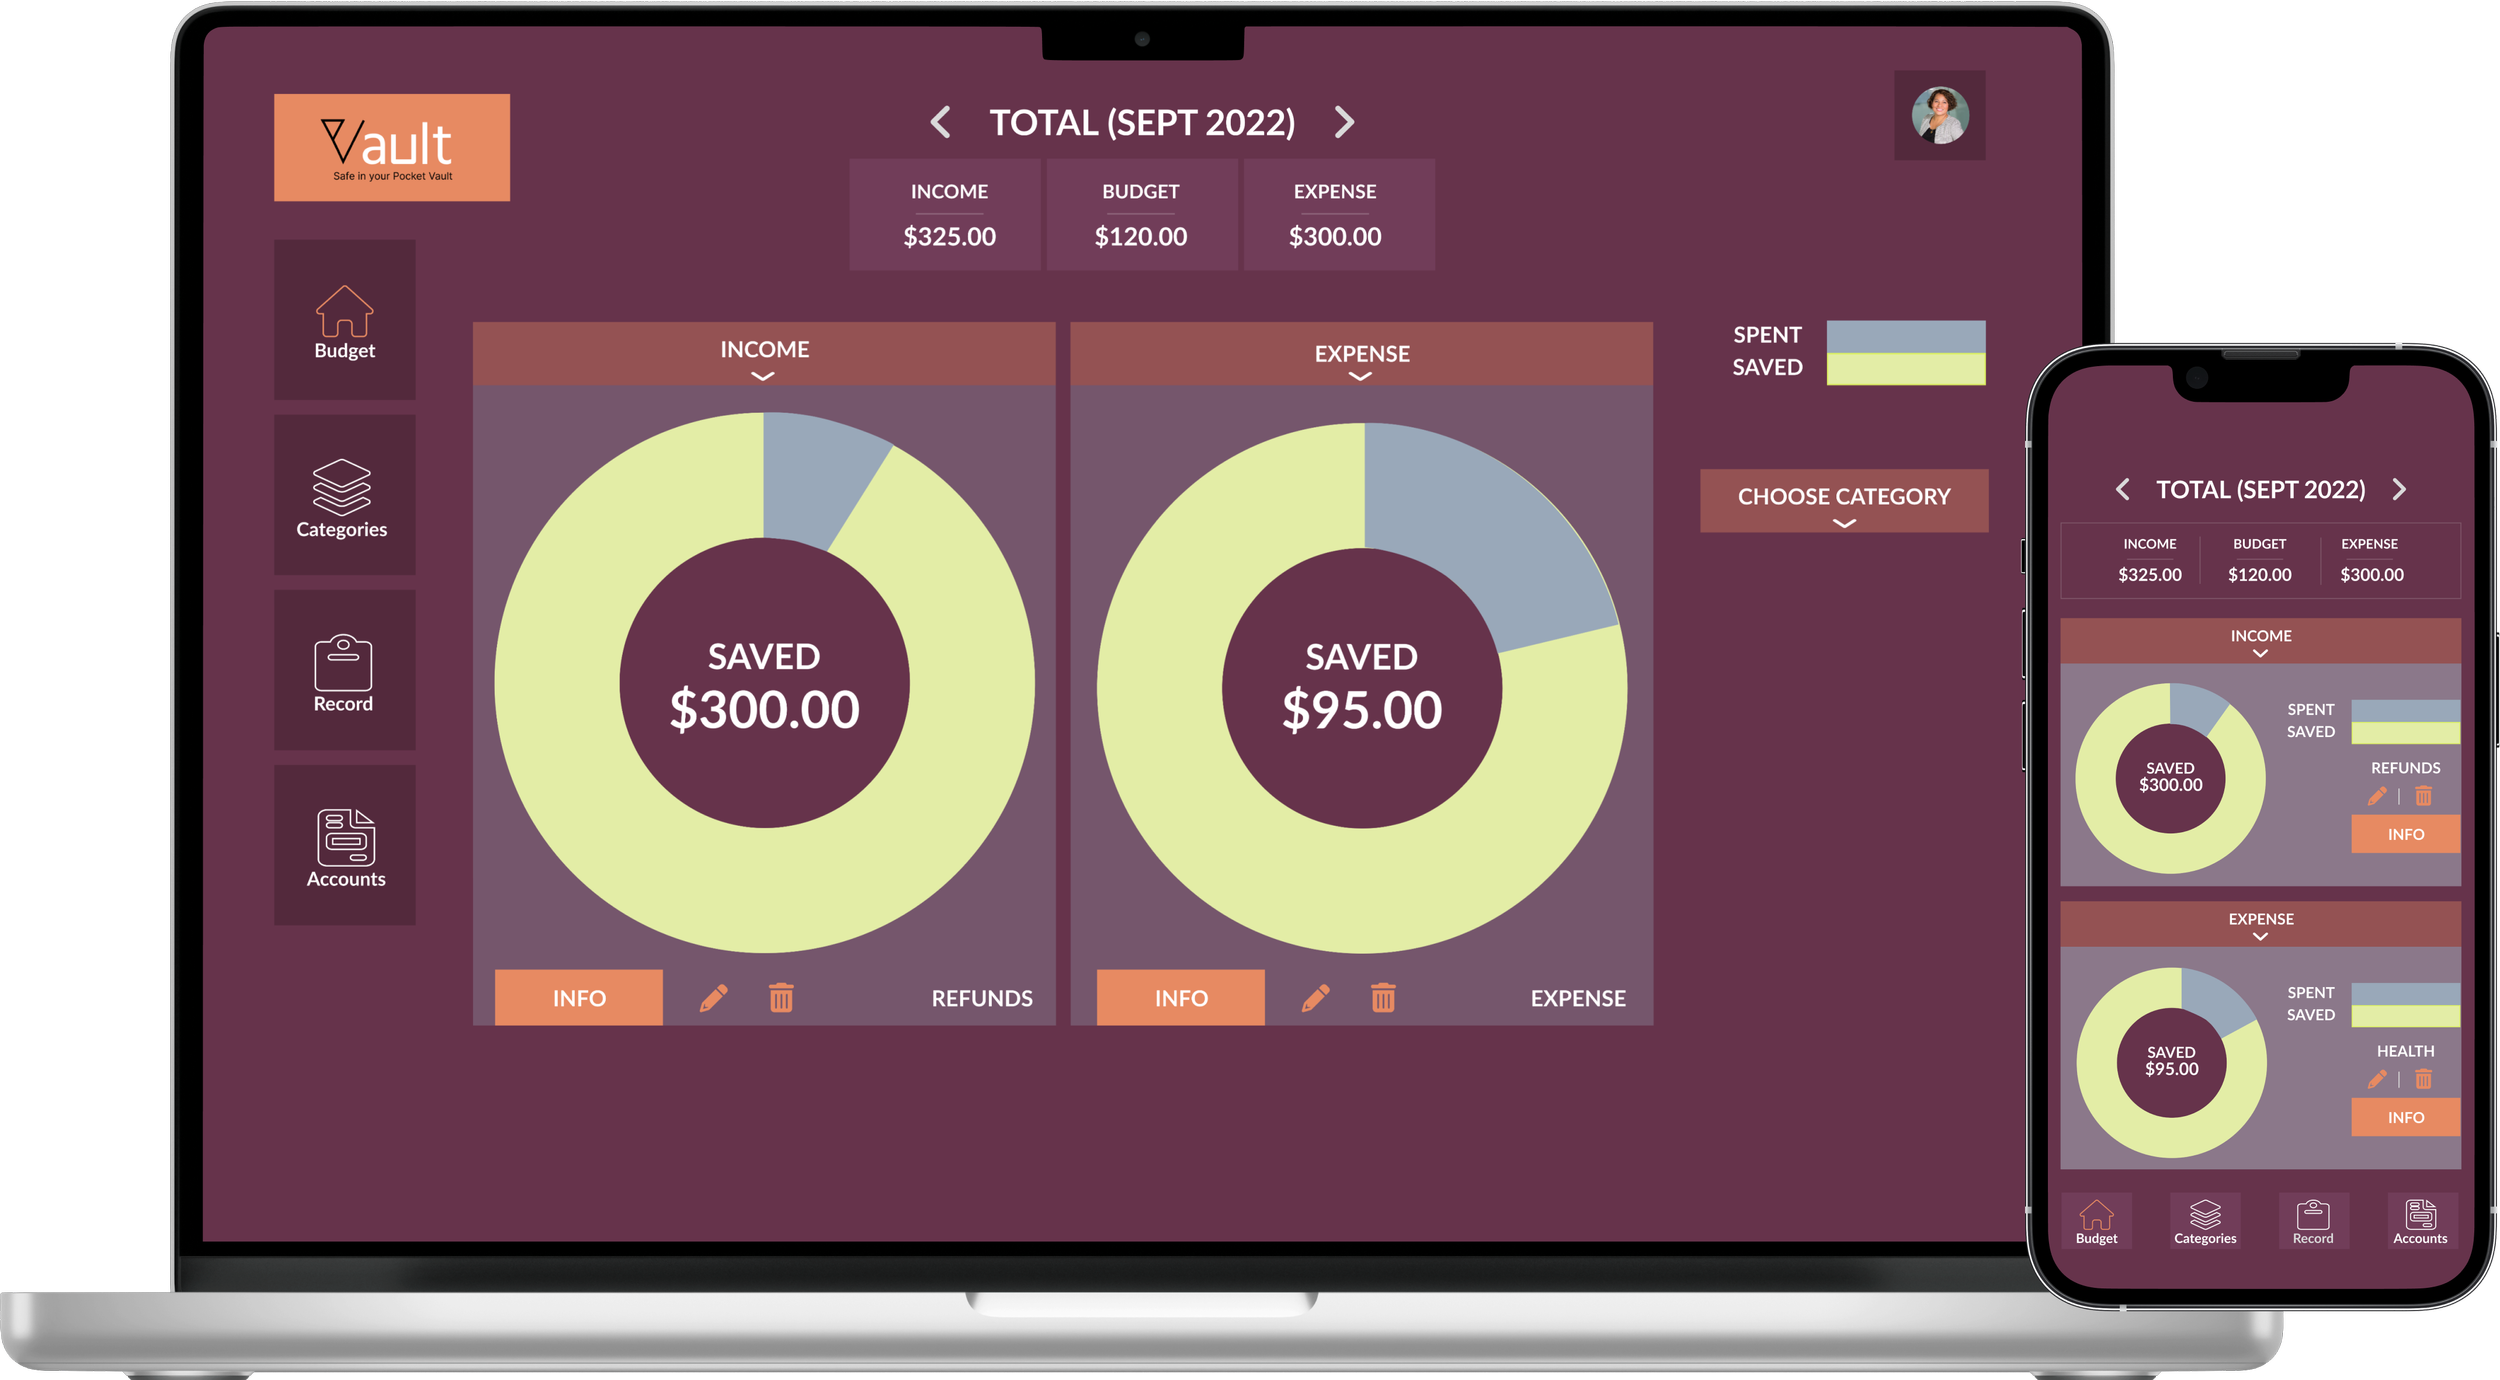 Vault
Safe in your Pocket Vault
TOTAL (SEPT 2022)
INCOME BUDGET EXPENSE
$325.00 $120.00 $300.00
Budget
Categories
Record
Accounts
INCOME
SAVED
$300.00
INFO REFUNDS
EXPENSE
SAVED
$95.00
INFO EXPENSE
SPENT
SAVED
CHOOSE CATEGORY
TOTAL (SEPT 2022)
INCOME BUDGET EXPENSE
$325.00 $120.00 $300.00
INCOME
SAVED
$300.00
SPENT
SAVED
REFUNDS
INFO
EXPENSE
SAVED
$95.00
SPENT
SAVED
HEALTH
INFO
Budget Categories Record Accounts